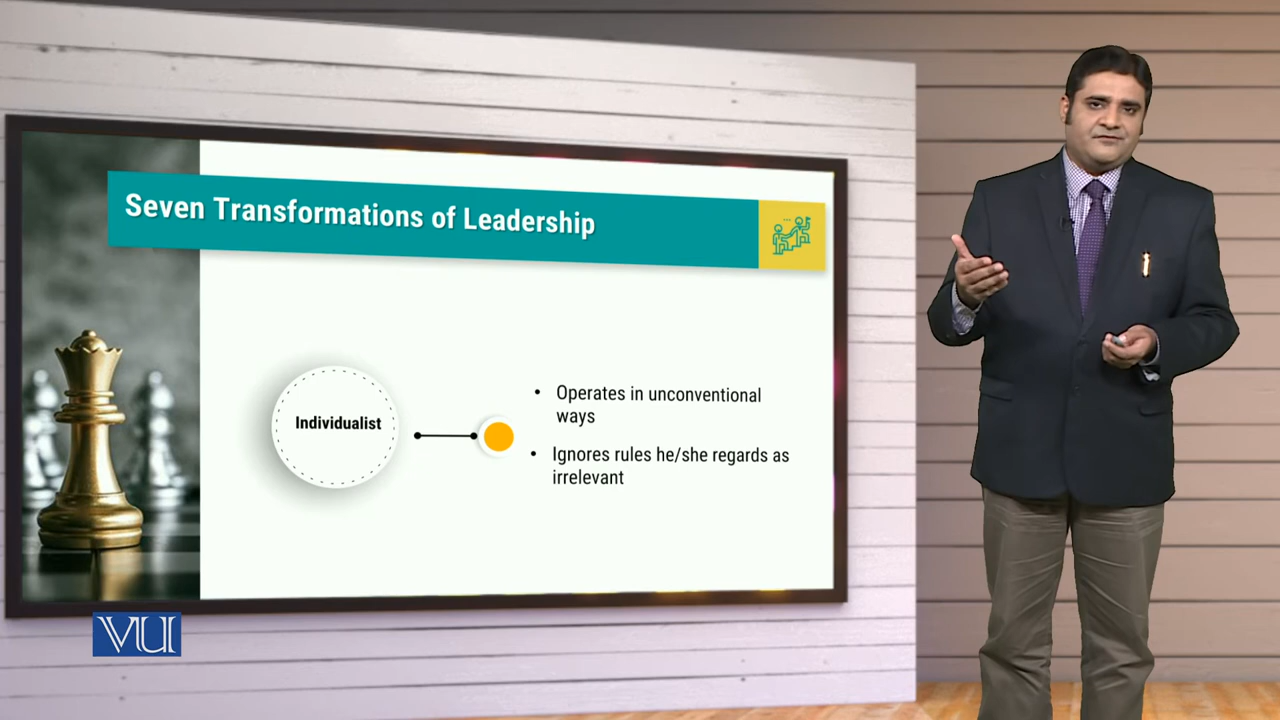 Seven Transformations of Leadership
Individualist
• Operates in unconventional
ways
• Ignores rules he/she regards as
irrelevant
VU